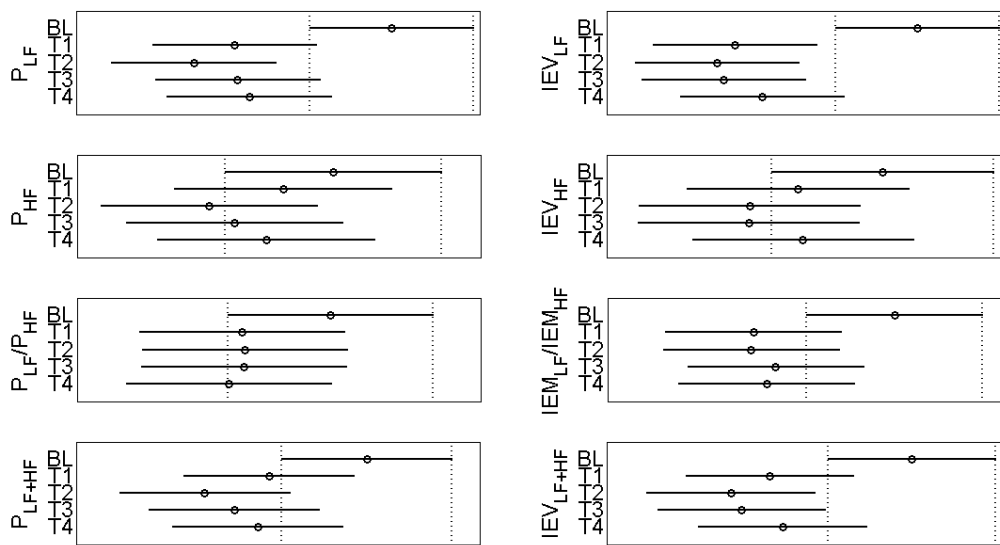 P_LF
BL
T1
T2
T3
T4
IEV_LF
BL
T1
T2
T3
T4
P_HF
BL
T1
T2
T3
T4
IEV_HF
BL
T1
T2
T3
T4
P_LF/P_HF
BL
T1
T2
T3
T4
IEM_LF/IEM_HF
BL
T1
T2
T3
T4
P_LF+HF
BL
T1
T2
T3
T4
IEV_LF+HF
BL
T1
T2
T3
T4